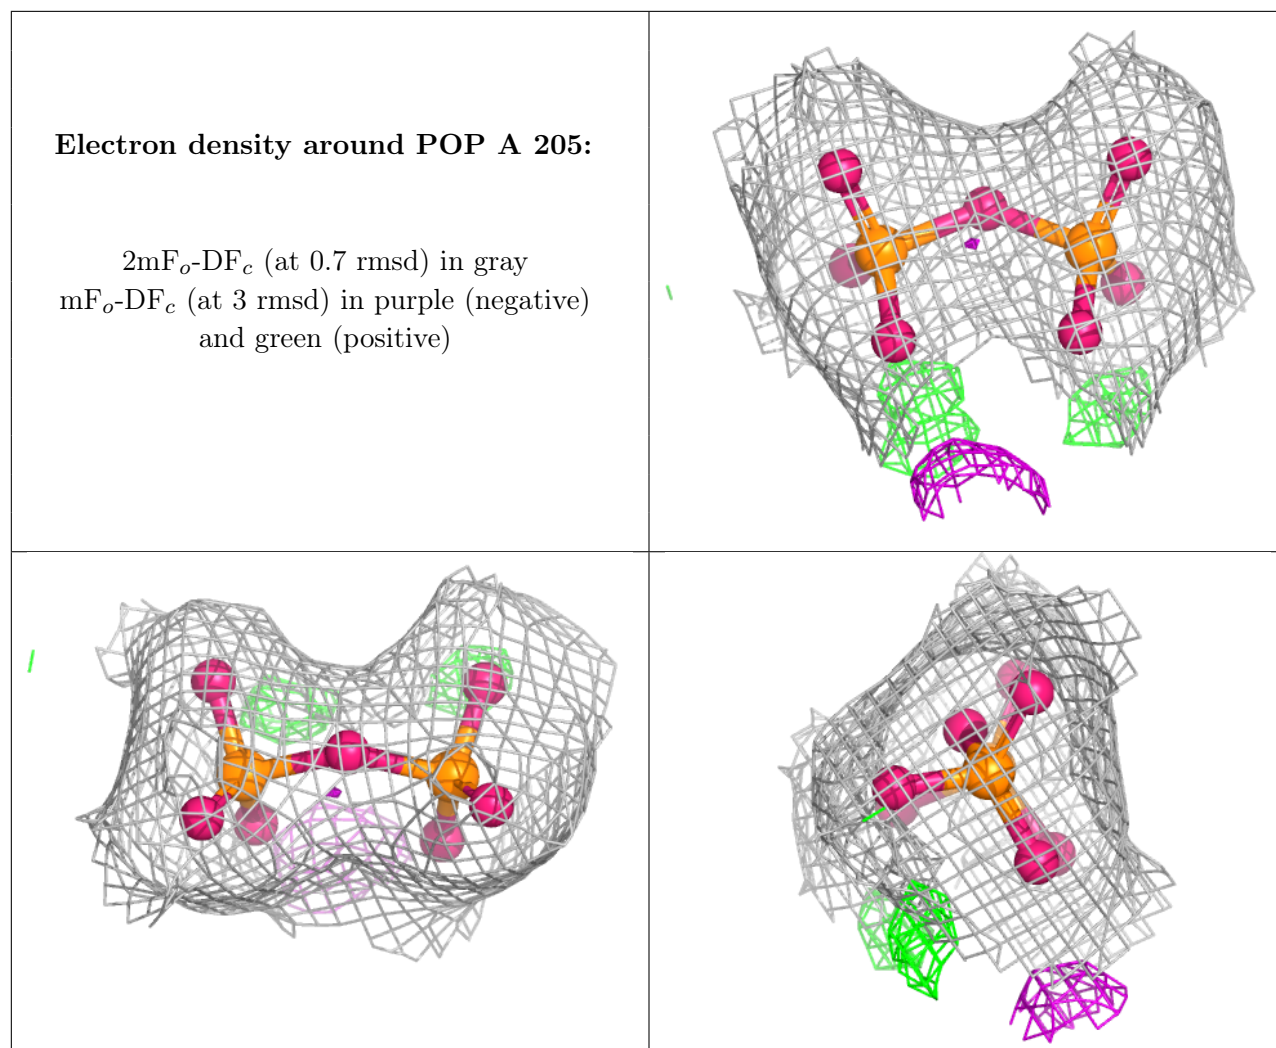 Electron density around POP A 205:
2mFₒ-DF𝒸 (at 0.7 rmsd) in gray
mFₒ-DF𝒸 (at 3 rmsd) in purple (negative)
and green (positive)